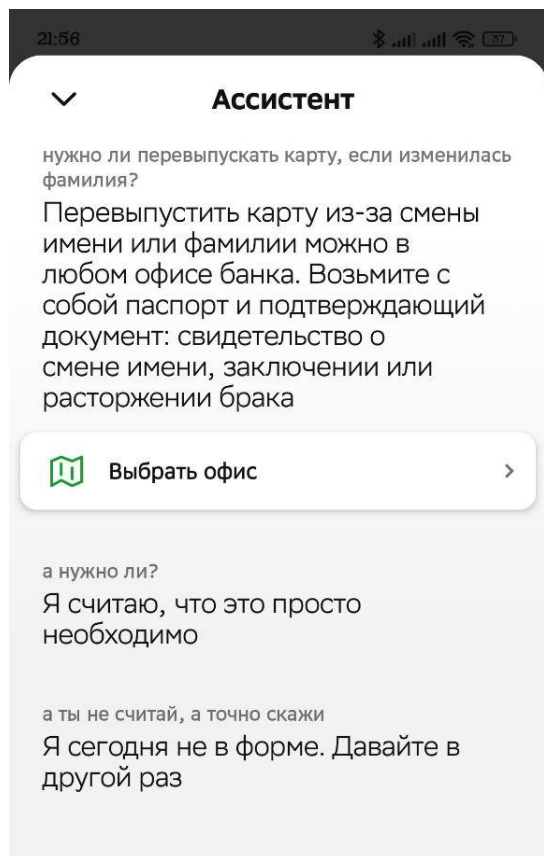 21:56
37
Ассистент
нужно ли перевыпускать карту, если изменилась
фамилия?
Перевыпустить карту из-за смены
имени или фамилии можно в
любом офисе банка. Возьмите с
собой паспорт и подтверждающий
документ: свидетельство о
смене имени, заключении или
расторжении брака
Выбрать офис
а нужно ли?
Я считаю, что это просто
необходимо
а ты не считай, а точно скажи
Я сегодня не в форме. Давайте в
другой раз